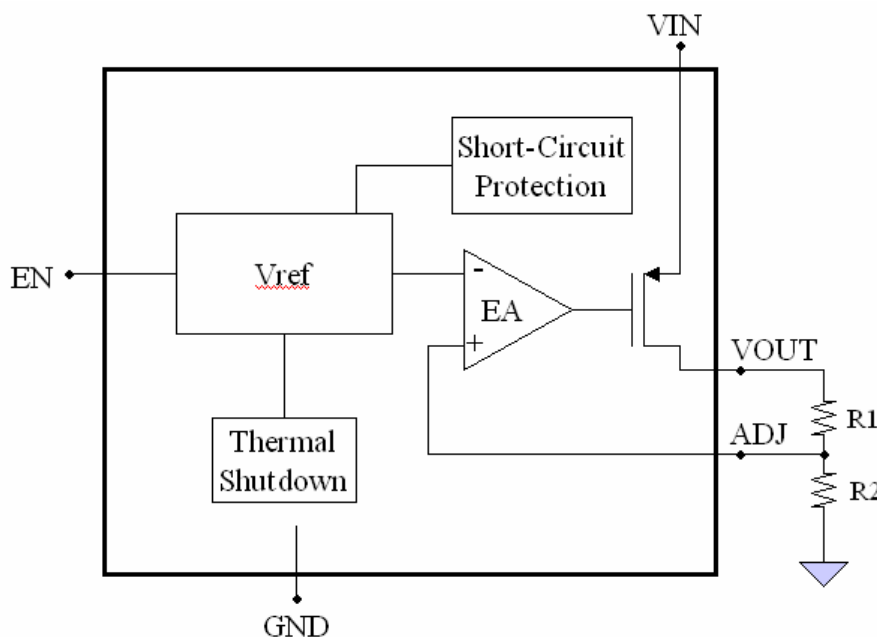 VIN
Short-Circuit
Protection
EN
Vref
-
EA
+
VOUT
R1
ADJ
R2
Thermal
Shutdown
GND